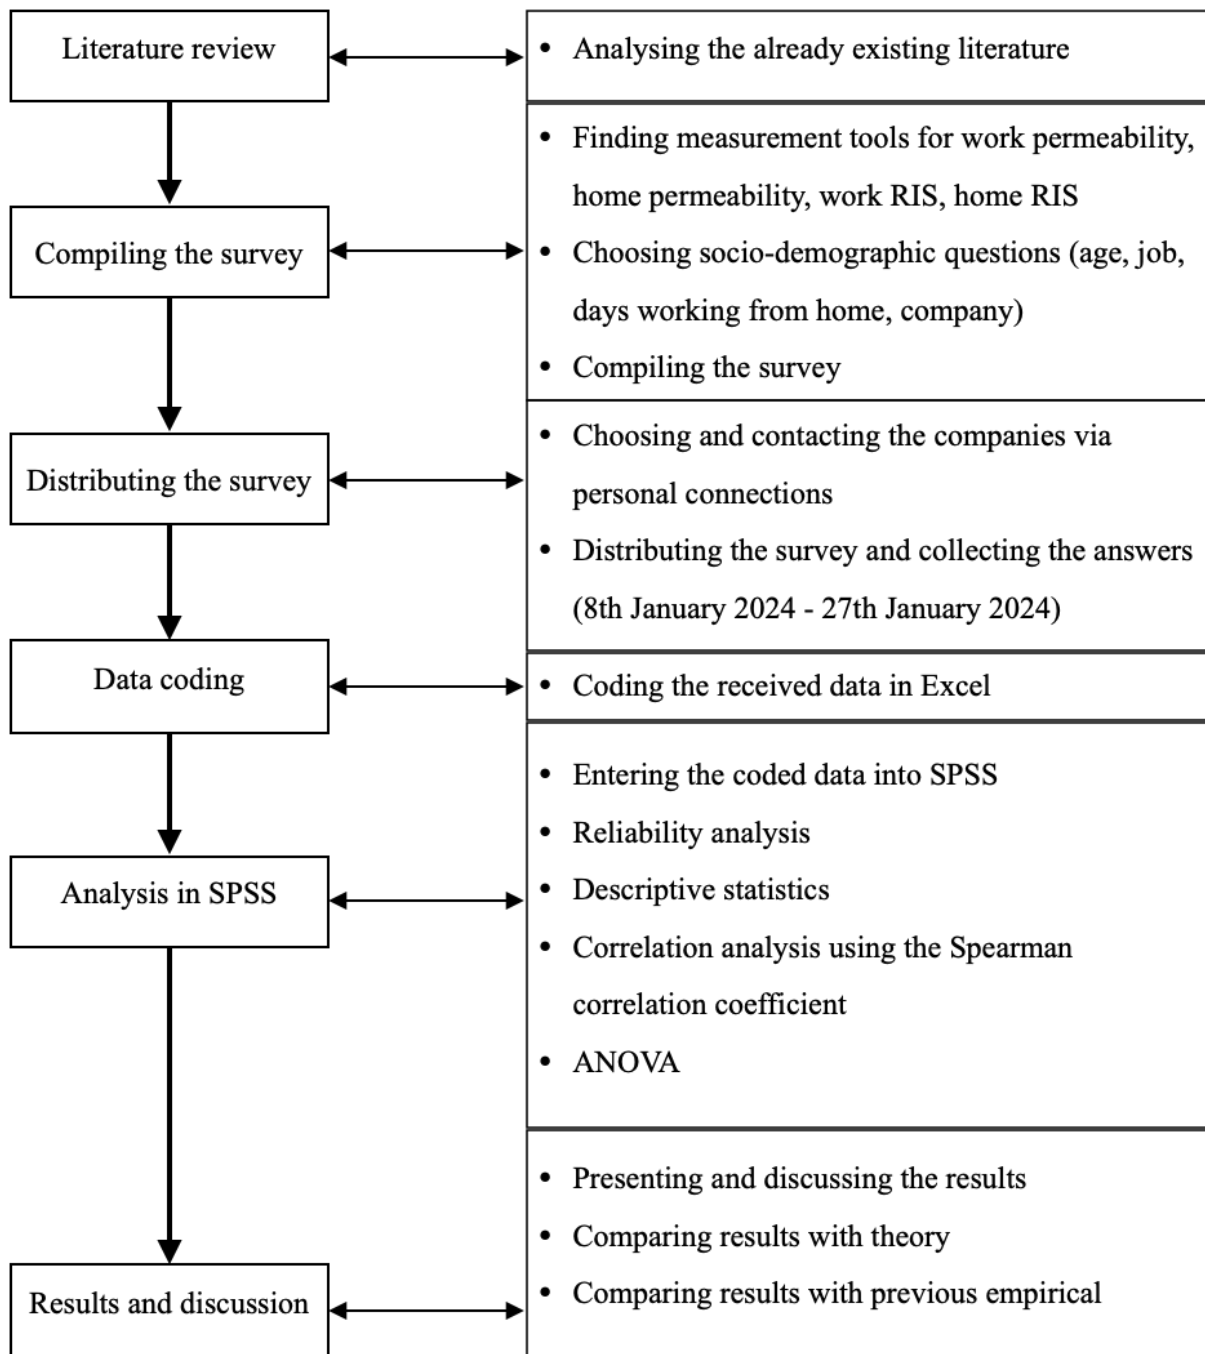 Literature review
• Analysing the already existing literature
Compiling the survey
• Finding measurement tools for work permeability,
home permeability, work RIS, home RIS
• Choosing socio-demographic questions (age, job,
days working from home, company)
• Compiling the survey
Distributing the survey
• Choosing and contacting the companies via
personal connections
• Distributing the survey and collecting the answers
(8th January 2024 - 27th January 2024)
Data coding
• Coding the received data in Excel
Analysis in SPSS
• Entering the coded data into SPSS
• Reliability analysis
• Descriptive statistics
• Correlation analysis using the Spearman
correlation coefficient
• ANOVA
Results and discussion
• Presenting and discussing the results
• Comparing results with theory
• Comparing results with previous empirical